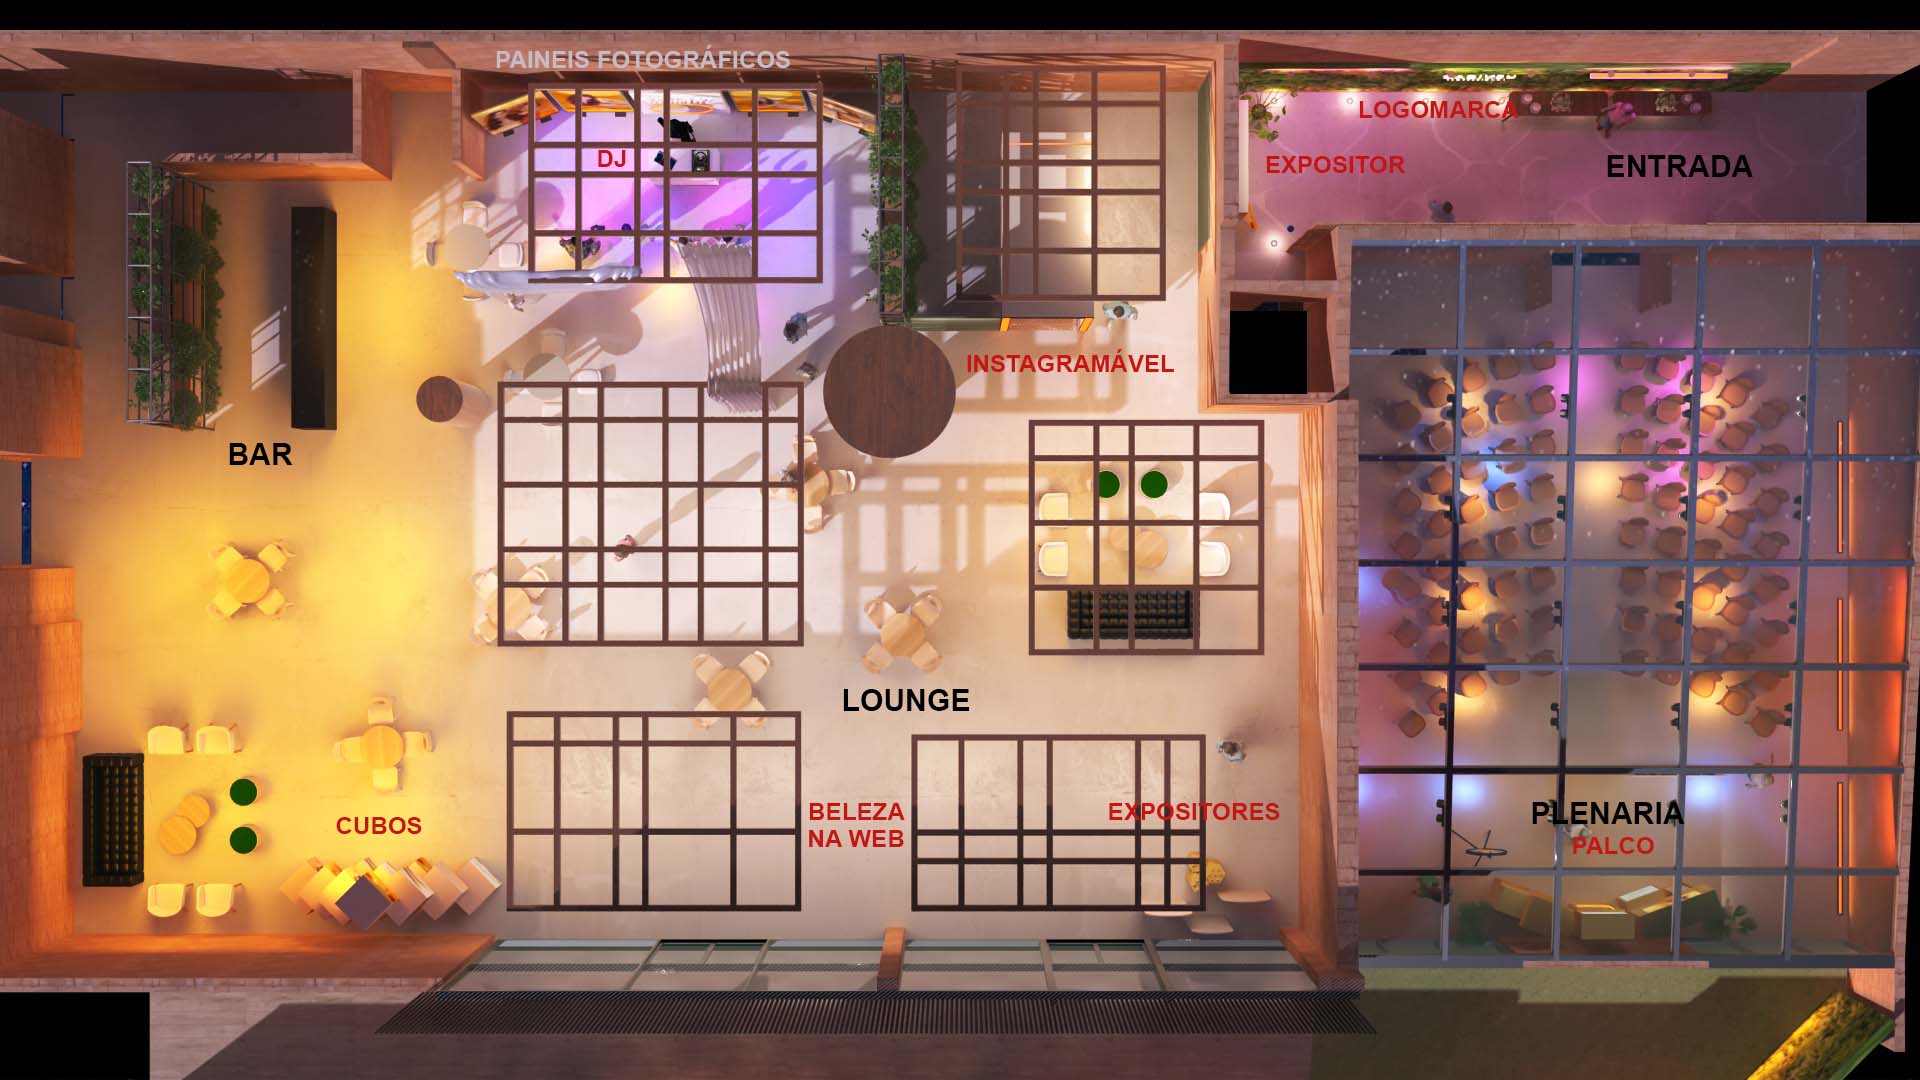 PAINEIS FOTOGRÁFICOS
LOGOMARCA
DJ
EXPOSITOR
ENTRADA
INSTAGRAMÁVEL
BAR
LOUNGE
CUBOS
BELEZA
NA WEB
EXPOSITORES
PLENARIA
PALCO